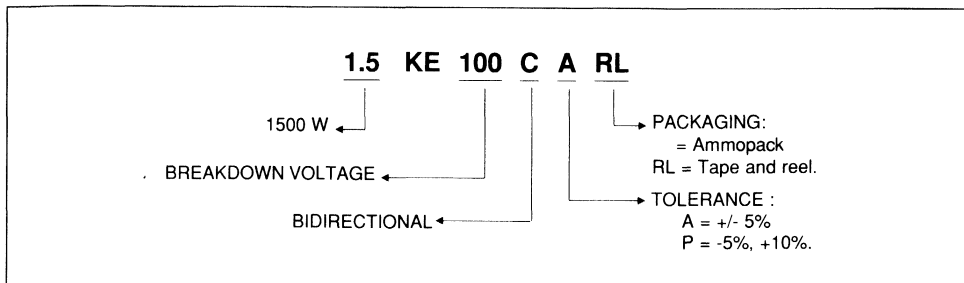 1.5 KE 100 C A RL
1500 W
BREAKDOWN VOLTAGE
BIDIRECTIONAL
PACKAGING:
= Ammopack
RL = Tape and reel.
TOLERANCE :
A = +/- 5%
P = -5%, +10%.